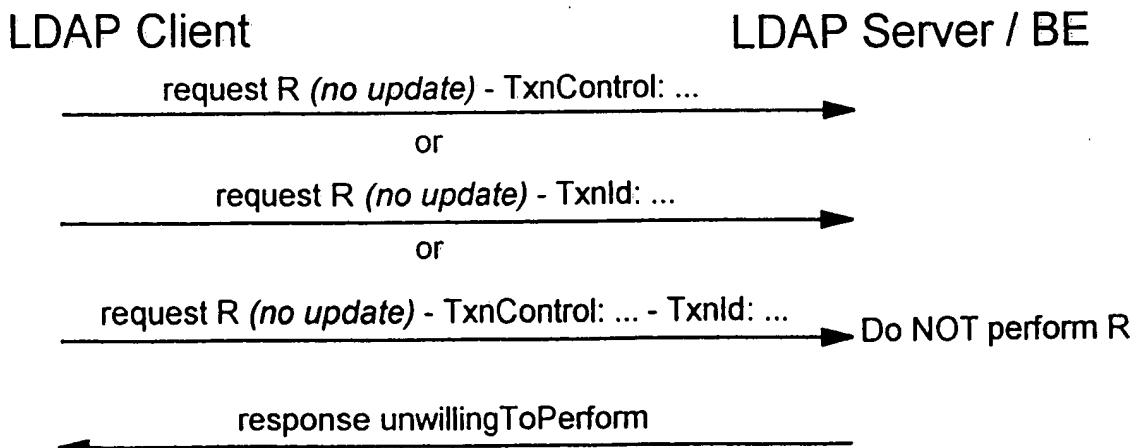 LDAP Client LDAP Server / BE
request R (no update) - TxnControl: ...
or
request R (no update) - TxnId: ...
or
request R (no update) - TxnControl: ... - TxnId: ...
Do NOT perform R
response unwillingToPerform